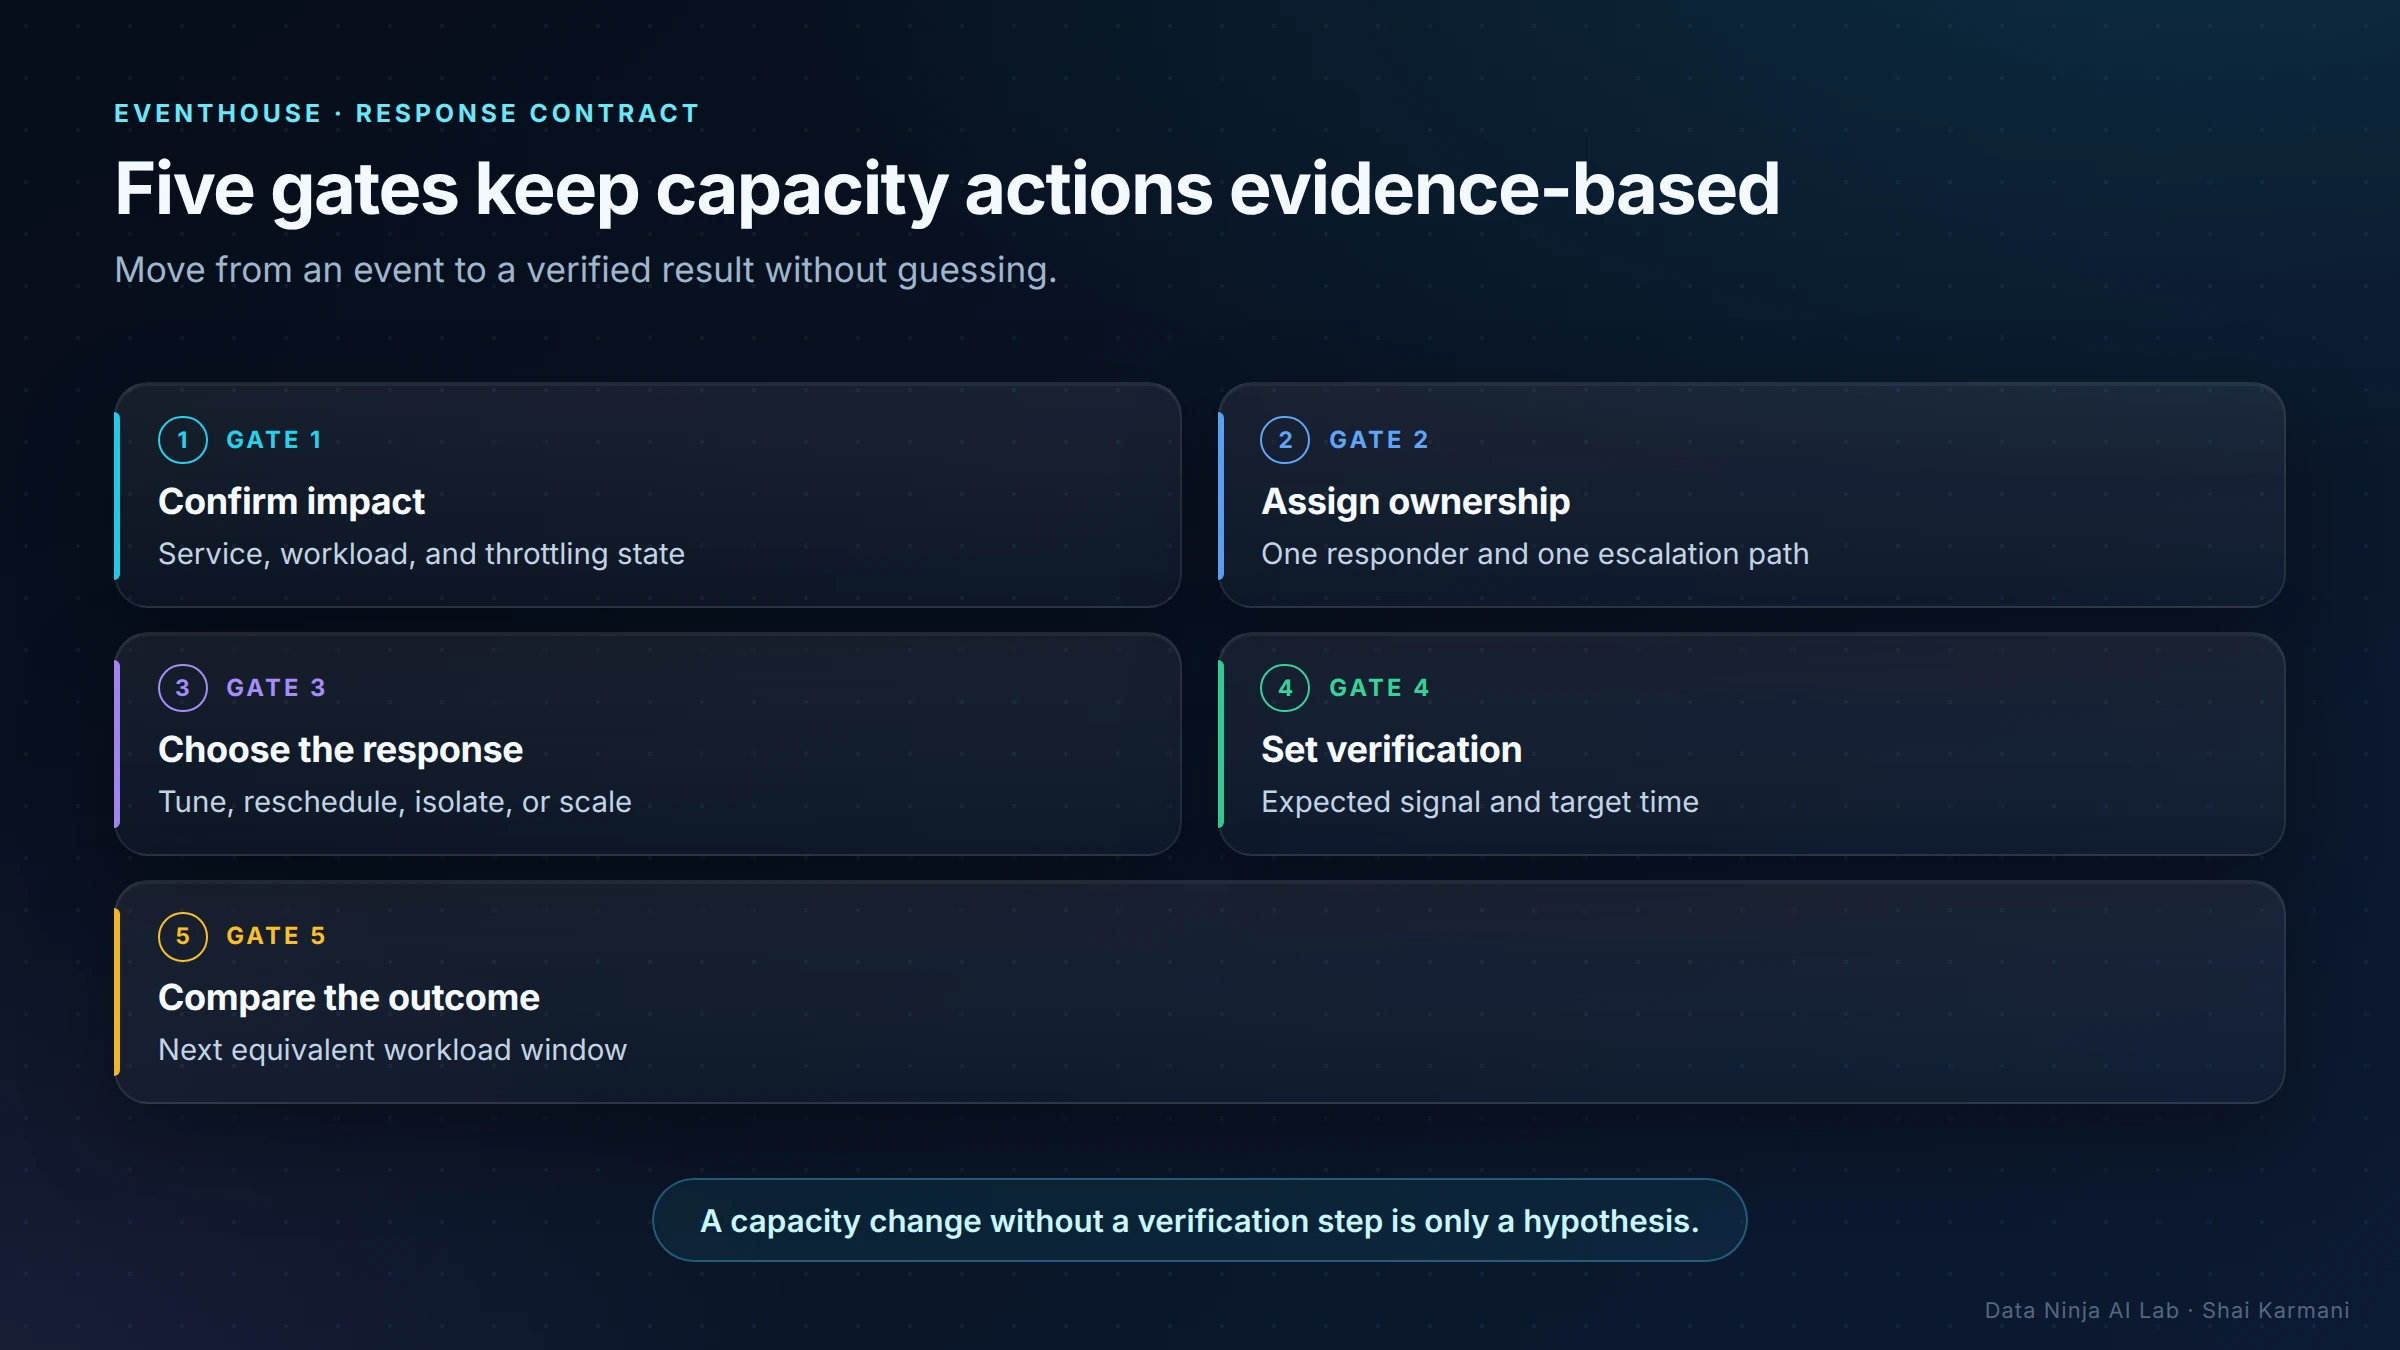 EVENTHOUSE · RESPONSE CONTRACT
Five gates keep capacity actions evidence-based
Move from an event to a verified result without guessing.
1 GATE 1
Confirm impact
Service, workload, and throttling state
2 GATE 2
Assign ownership
One responder and one escalation path
3 GATE 3
Choose the response
Tune, reschedule, isolate, or scale
4 GATE 4
Set verification
Expected signal and target time
5 GATE 5
Compare the outcome
Next equivalent workload window
A capacity change without a verification step is only a hypothesis.
Data Ninja AI Lab · Shai Karmani